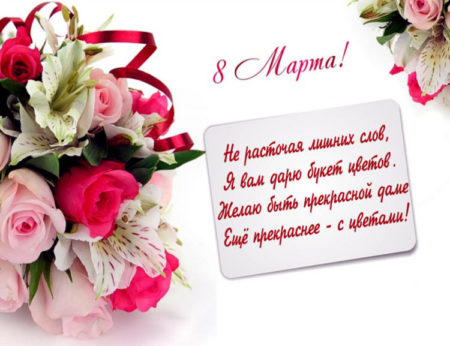 8 Марта!
Не расточая лишних слов,
Я вам дарю букет цветов.
Желаю быть прекрасной даме
Ещё прекраснее - с цветами!